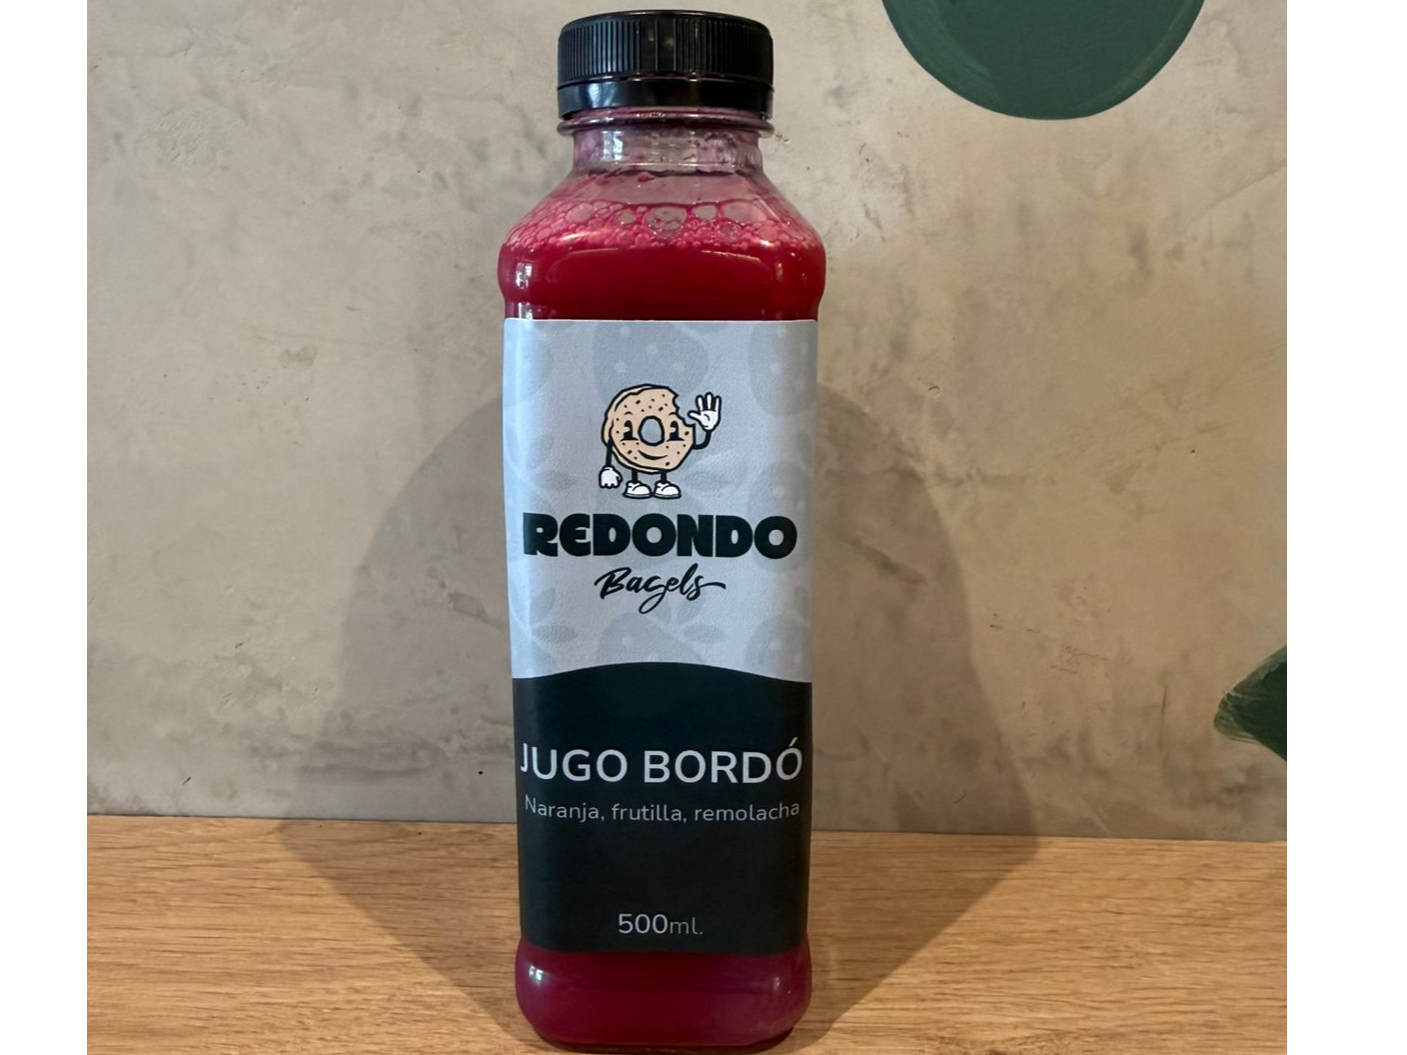 REDONDO
Bagels
JUGO BORDÓ
Naranja, frutilla, remolacha
500ml.